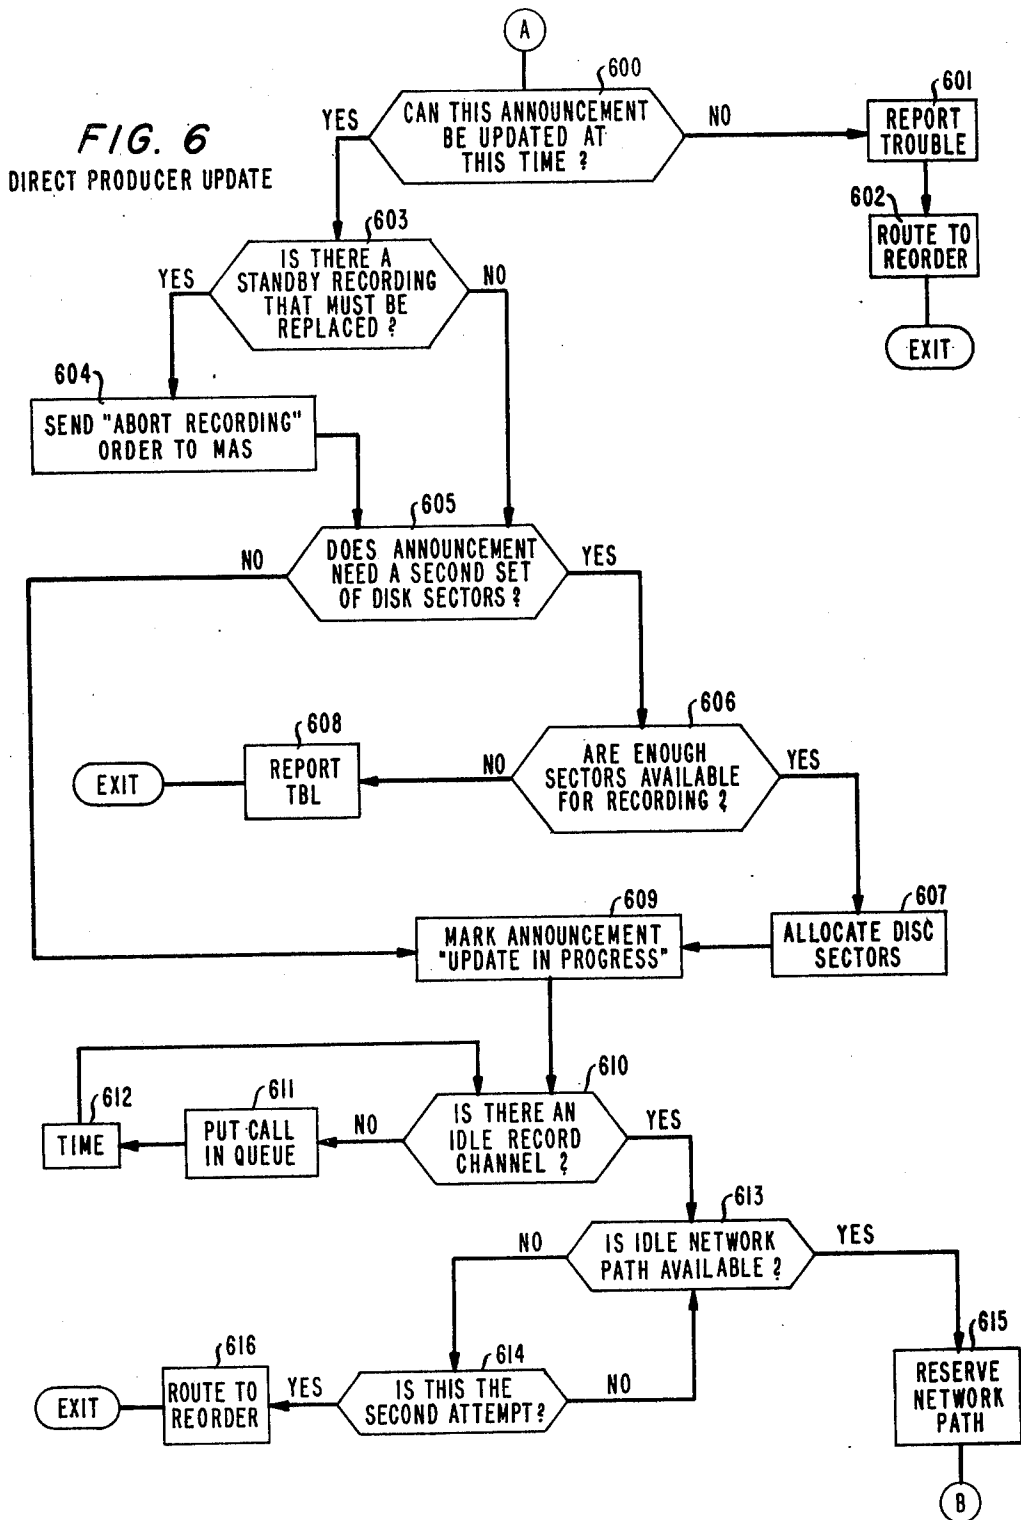 A
600
CAN THIS ANNOUNCEMENT
BE UPDATED AT
THIS TIME ?
YES
NO
601
REPORT
TROUBLE
FIG. 6
DIRECT PRODUCER UPDATE
602
ROUTE TO
REORDER
EXIT
603
IS THERE A
STANDBY RECORDING
THAT MUST BE
REPLACED ?
YES
NO
604
SEND "ABORT RECORDING"
ORDER TO MAS
605
DOES ANNOUNCEMENT
NEED A SECOND SET
OF DISK SECTORS ?
NO
YES
606
ARE ENOUGH
SECTORS AVAILABLE
FOR RECORDING ?
NO
YES
608
REPORT
TBL
EXIT
607
ALLOCATE DISC
SECTORS
609
MARK ANNOUNCEMENT
"UPDATE IN PROGRESS"
610
IS THERE AN
IDLE RECORD
CHANNEL ?
NO
YES
611
PUT CALL
IN QUEUE
612
TIME
613
IS IDLE NETWORK
PATH AVAILABLE ?
NO
YES
614
IS THIS THE
SECOND ATTEMPT?
YES
NO
616
ROUTE TO
REORDER
EXIT
615
RESERVE
NETWORK
PATH
B